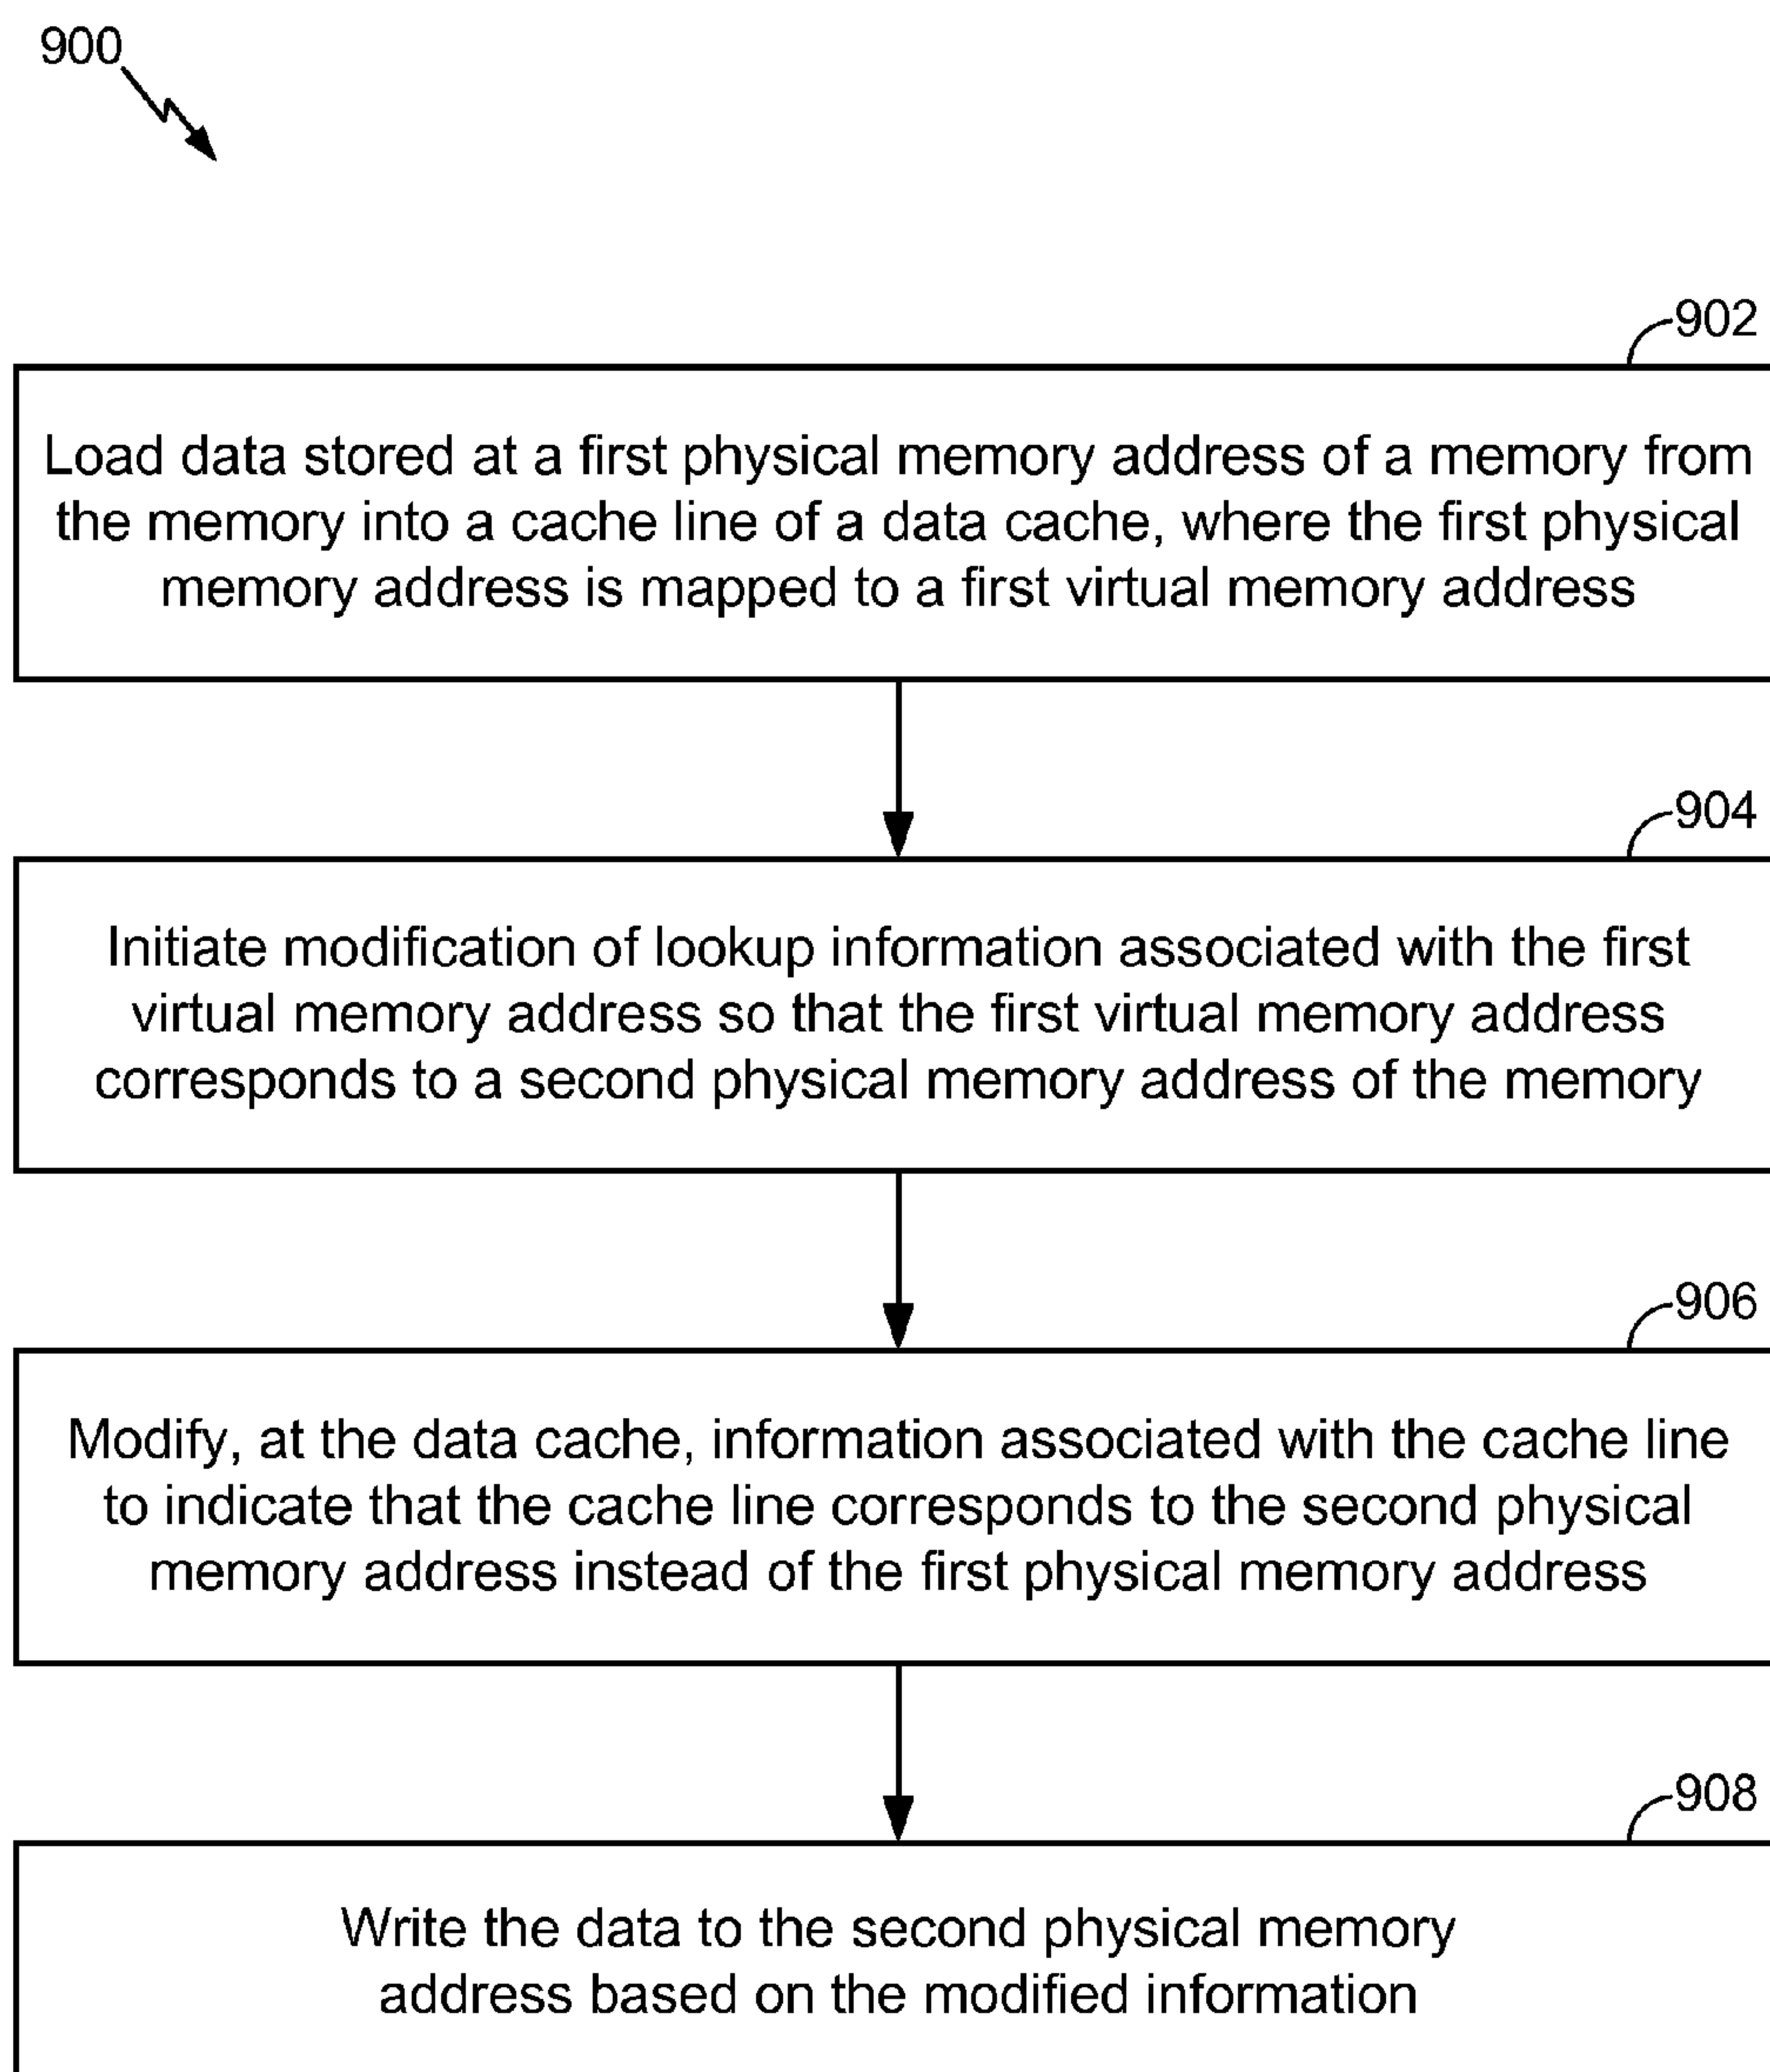 900
902
Load data stored at a first physical memory address of a memory from
the memory into a cache line of a data cache, where the first physical
memory address is mapped to a first virtual memory address
904
Initiate modification of lookup information associated with the first
virtual memory address so that the first virtual memory address
corresponds to a second physical memory address of the memory
906
Modify, at the data cache, information associated with the cache line
to indicate that the cache line corresponds to the second physical
memory address instead of the first physical memory address
908
Write the data to the second physical memory
address based on the modified information